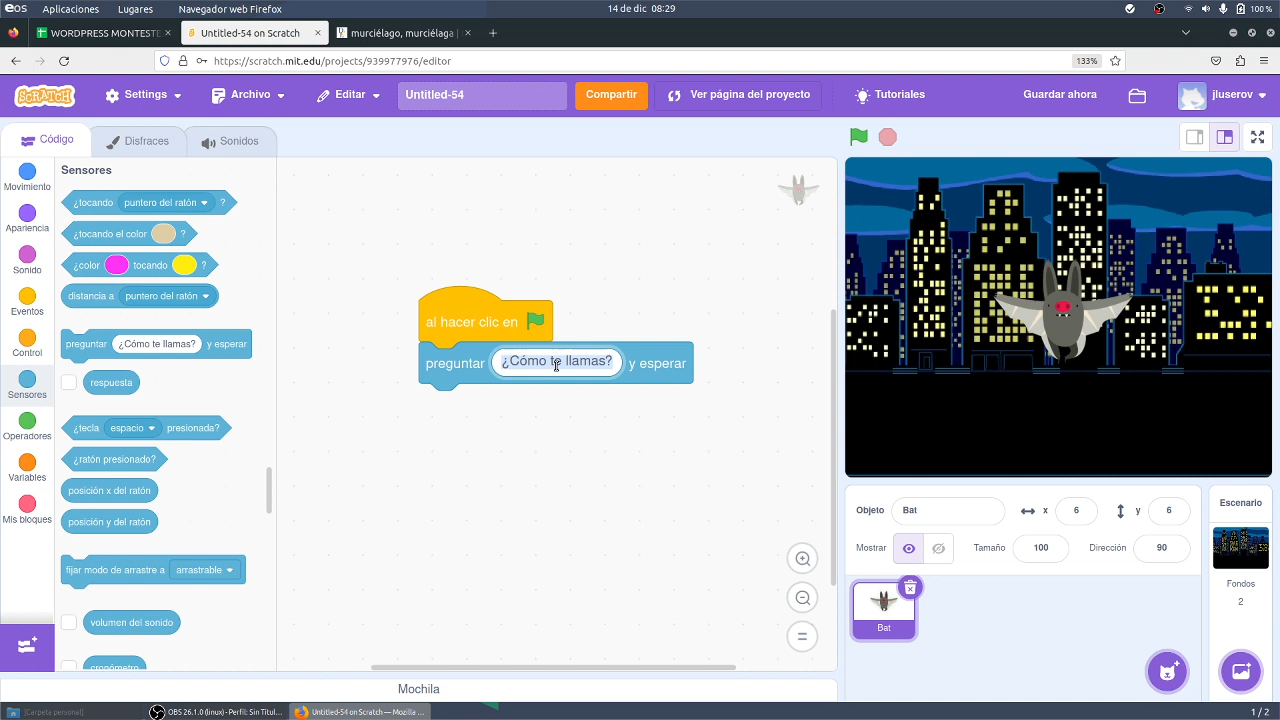 eos Aplicaciones Lugares Navegador web Firefox 14 de dic 08:29 100 %
WORDPRESS MONTESTE × Untitled-54 on Scratch × murciélago, murciélaga | × +
https://scratch.mit.edu/projects/939977976/editor 133%
SCRATCH Settings Archivo Editar Untitled-54 Compartir Ver página del proyecto Tutoriales Guardar ahora jluserov
Código Disfraces Sonidos
Movimiento
Apariencia
Sonido
Eventos
Control
Sensores
Operadores
Variables
Mis bloques
Sensores
¿tocando puntero del ratón ?
¿tocando el color ?
¿color tocando ?
distancia a puntero del ratón
preguntar ¿Cómo te llamas? y esperar
respuesta
¿tecla espacio presionada?
¿ratón presionado?
posición x del ratón
posición y del ratón
fijar modo de arrastre a arrastrable
volumen del sonido
cronómetro
al hacer clic en
preguntar ¿Cómo te llamas? y esperar
Objeto Bat x 6 y 6
Mostrar Tamaño 100 Dirección 90
Bat
Escenario
Fondos
2
Mochila
[Carpeta personal] OBS 26.1.0 (linux) - Perfil: Sin Titul... Untitled-54 on Scratch — Mozilla ... 1 / 2